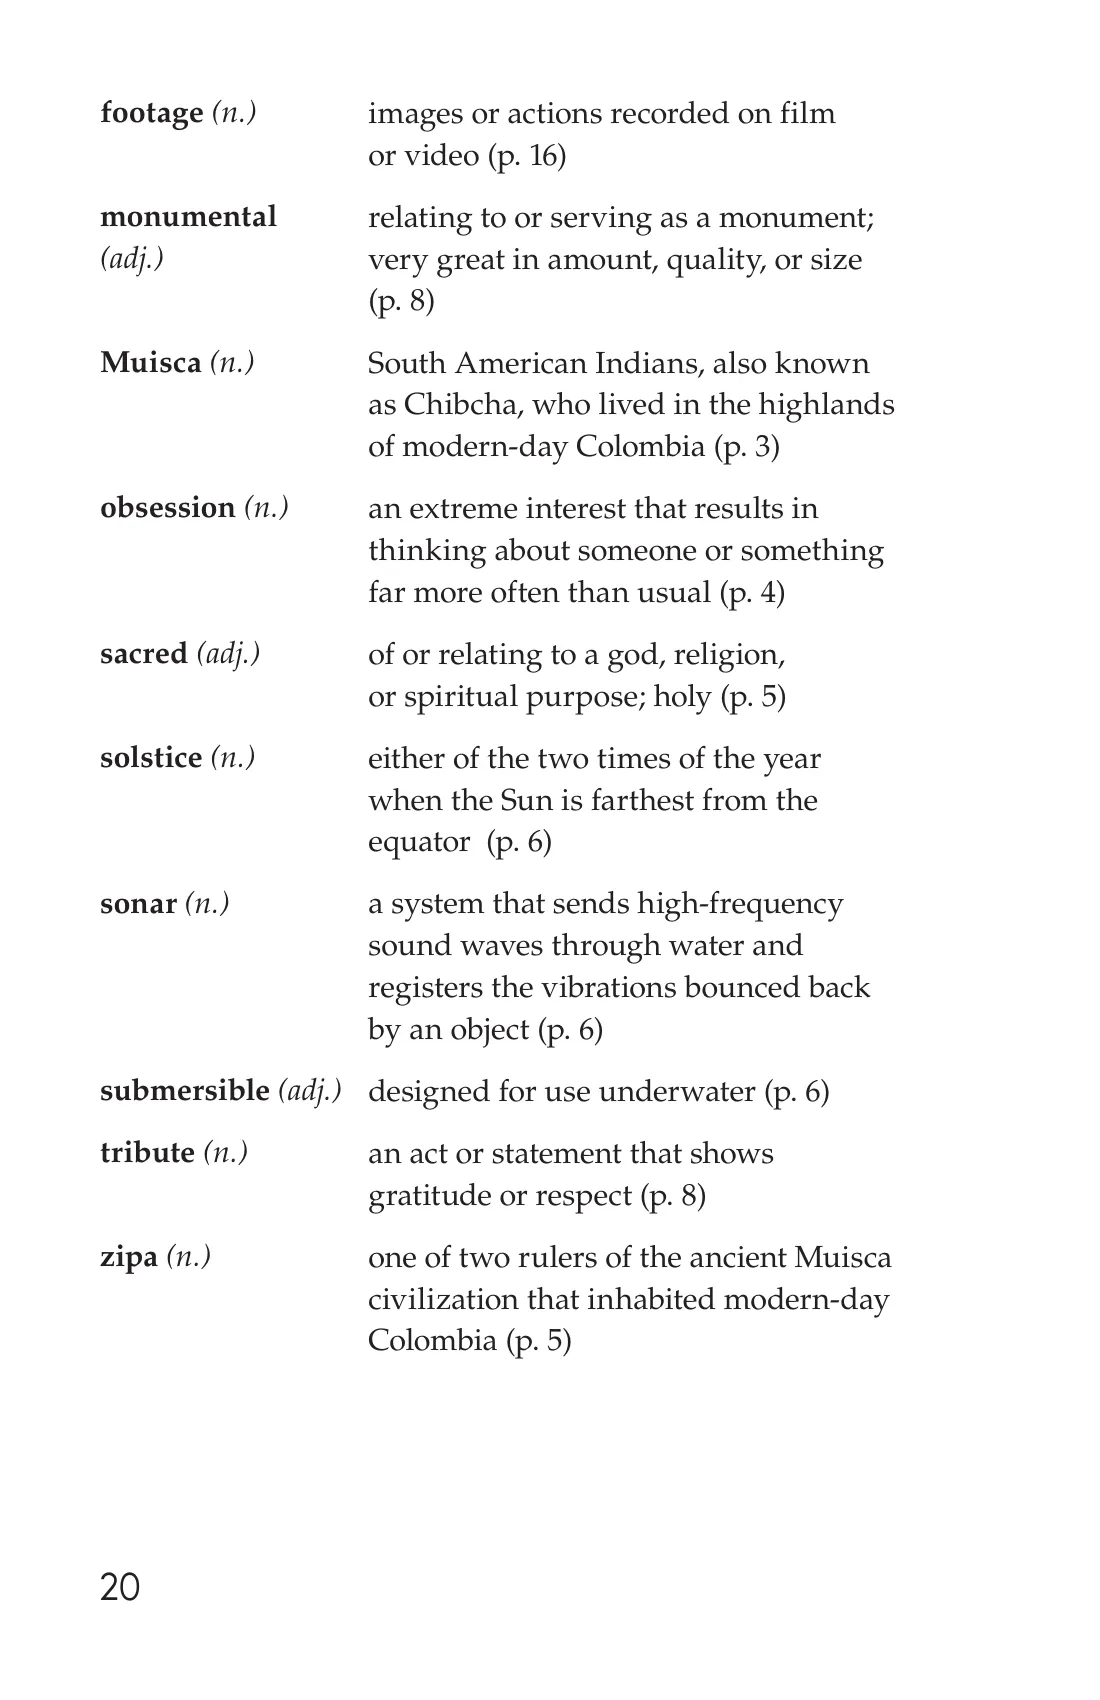 footage (n.) images or actions recorded on film
or video (p. 16)
monumental relating to or serving as a monument;
(adj.) very great in amount, quality, or size
(p. 8)
Muisca (n.) South American Indians, also known
as Chibcha, who lived in the highlands
of modern-day Colombia (p. 3)
obsession (n.) an extreme interest that results in
thinking about someone or something
far more often than usual (p. 4)
sacred (adj.) of or relating to a god, religion,
or spiritual purpose; holy (p. 5)
solstice (n.) either of the two times of the year
when the Sun is farthest from the
equator  (p. 6)
sonar (n.) a system that sends high-frequency
sound waves through water and
registers the vibrations bounced back
by an object (p. 6)
submersible (adj.) designed for use underwater (p. 6)
tribute (n.) an act or statement that shows
gratitude or respect (p. 8)
zipa (n.) one of two rulers of the ancient Muisca
civilization that inhabited modern-day
Colombia (p. 5)
20